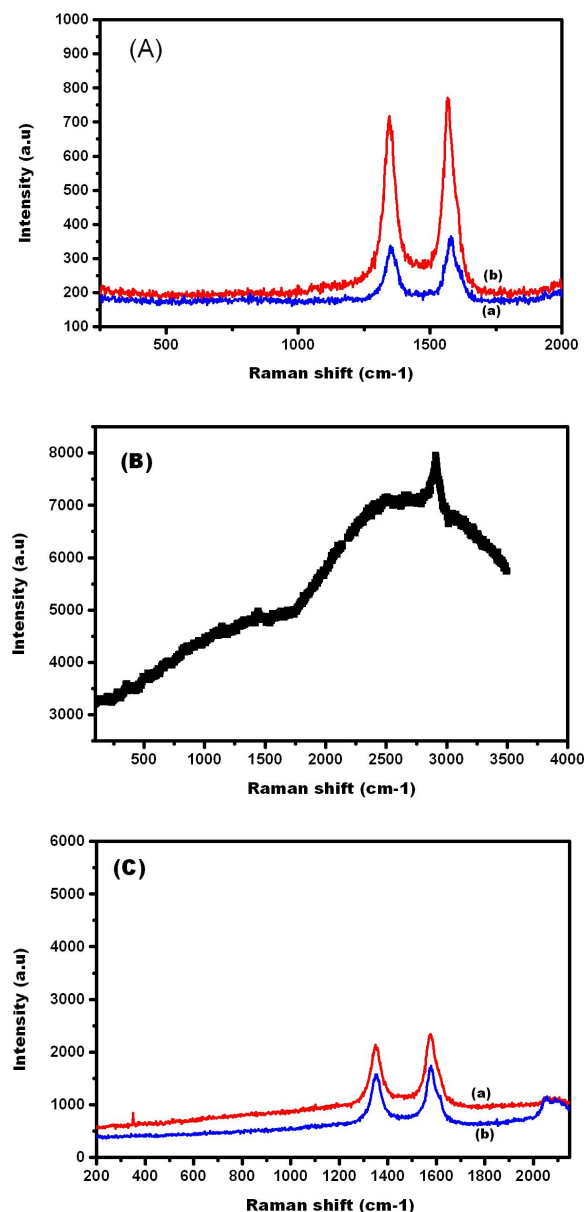 (A)
1000
900
800
700
600
500
400
300
200
100
Intensity (a.u)
(b)
(a)
500 1000 1500 2000
Raman shift (cm-1)
(B)
8000
7000
6000
5000
4000
3000
Intensity (a.u)
500 1000 1500 2000 2500 3000 3500 4000
Raman shift (cm-1)
(C)
6000
5000
4000
3000
2000
1000
0
Intensity (a.u)
(a)
(b)
200 400 600 800 1000 1200 1400 1600 1800 2000
Raman shift (cm-1)